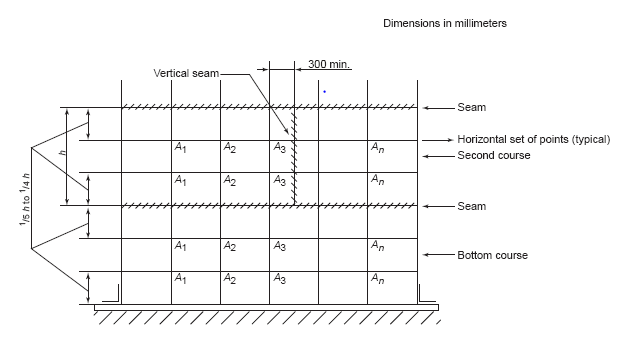 Dimensions in millimeters
300 min.
Vertical seam
Seam
Horizontal set of points (typical)
A1 A2 A3 An
Second course
h
A1 A2 A3 An
1/5 h to 1/4 h
Seam
A1 A2 A3 An
Bottom course
A1 A2 A3 An